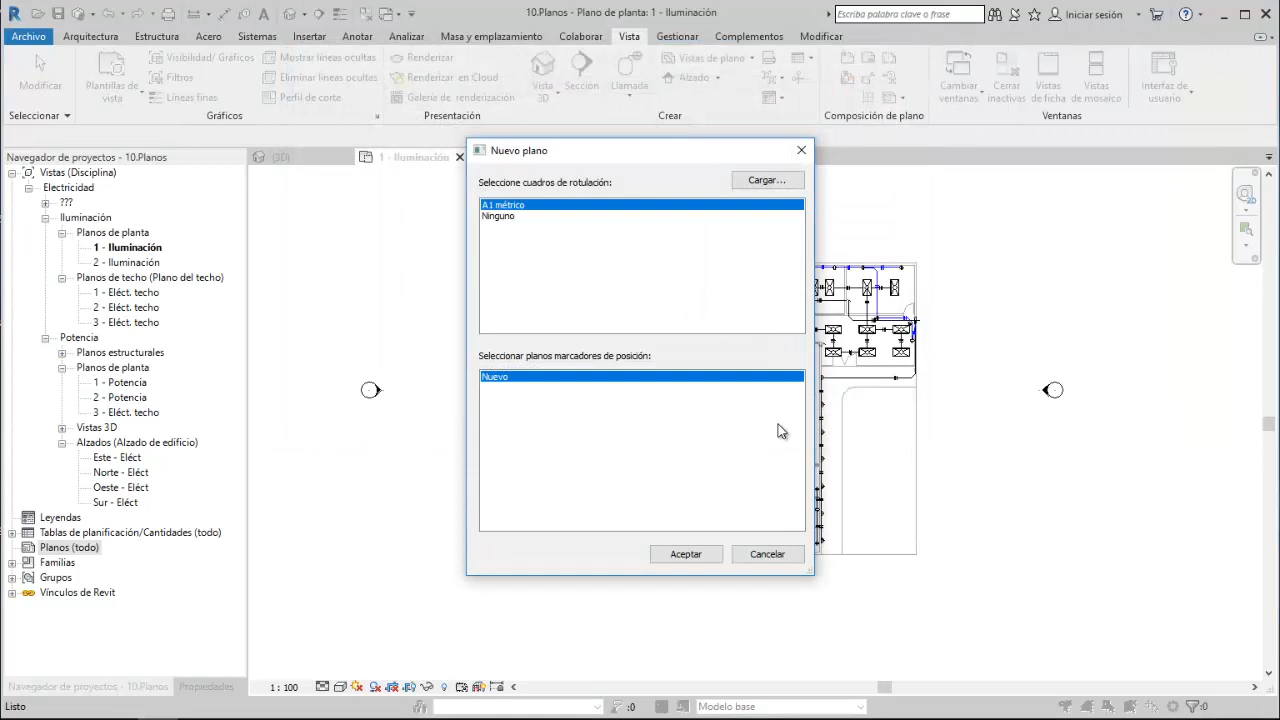 10.Planos - Plano de planta: 1 - Iluminación
Escriba palabra clave o frase
Iniciar sesión
Archivo
Arquitectura
Estructura
Acero
Sistemas
Insertar
Anotar
Analizar
Masa y emplazamiento
Colaborar
Vista
Gestionar
Complementos
Modificar
Modificar
Plantillas de vista
Visibilidad/ Gráficos
Filtros
Líneas finas
Mostrar líneas ocultas
Eliminar líneas ocultas
Perfil de corte
Renderizar
Renderizar en Cloud
Galería de renderización
Vista 3D
Sección
Llamada
Vistas de plano
Alzado
Cambiar ventanas
Cerrar inactivas
Vistas de ficha
Vistas de mosaico
Interfaz de usuario
Seleccionar
Gráficos
Presentación
Crear
Composición de plano
Ventanas
Navegador de proyectos - 10.Planos
{3D}
1 - Iluminación
Vistas (Disciplina)
Electricidad
???
Iluminación
Planos de planta
1 - Iluminación
2 - Iluminación
Planos de techo (Plano del techo)
1 - Eléct. techo
2 - Eléct. techo
3 - Eléct. techo
Potencia
Planos estructurales
Planos de planta
1 - Potencia
2 - Potencia
3 - Eléct. techo
Vistas 3D
Alzados (Alzado de edificio)
Este - Eléct
Norte - Eléct
Oeste - Eléct
Sur - Eléct
Leyendas
Tablas de planificación/Cantidades (todo)
Planos (todo)
Familias
Grupos
Vínculos de Revit
Nuevo plano
Seleccione cuadros de rotulación:
Cargar...
A1 métrico
Ninguno
Seleccionar planos marcadores de posición:
Nuevo
Aceptar
Cancelar
2D
Navegador de proyectos - 10.Planos
Propiedades
1 : 100
Listo
:0
Modelo base
:0